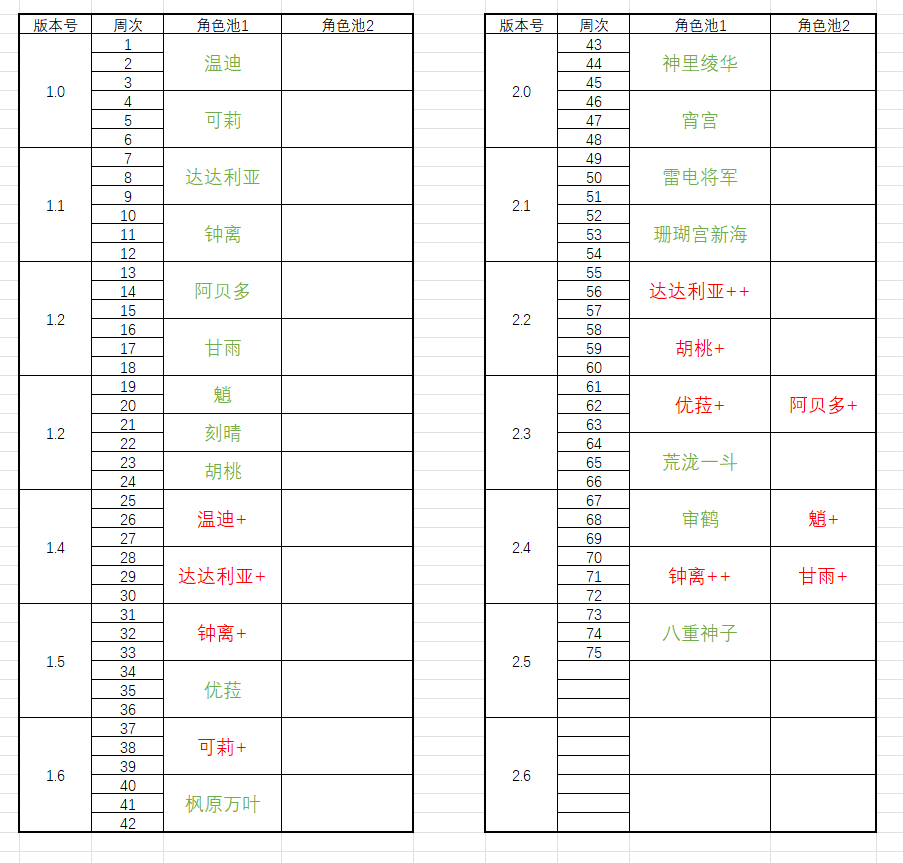 版本号 周次 角色池1 角色池2
1.0
1
2 温迪
3
4
5 可莉
6
1.1
7
8 达达利亚
9
10
11 钟离
12
1.2
13
14 阿贝多
15
16
17 甘雨
18
1.2
19
20
魈
21
22
刻晴
23
24
胡桃
1.4
25
26 温迪+
27
28
29 达达利亚+
30
1.5
31
32 钟离+
33
34
35 优菈
36
1.6
37
38 可莉+
39
40
41 枫原万叶
42
版本号 周次 角色池1 角色池2
2.0
43
44 神里绫华
45
46
47 宵宫
48
2.1
49
50 雷电将军
51
52
53 珊瑚宫新海
54
2.2
55
56 达达利亚++
57
58
59 胡桃+
60
2.3
61
62 优菈+ 阿贝多+
63
64
65 荒泷一斗
66
2.4
67
68 审鹤 魈+
69
70
71 钟离++ 甘雨+
72
2.5
73
74 八重神子
75
2.6